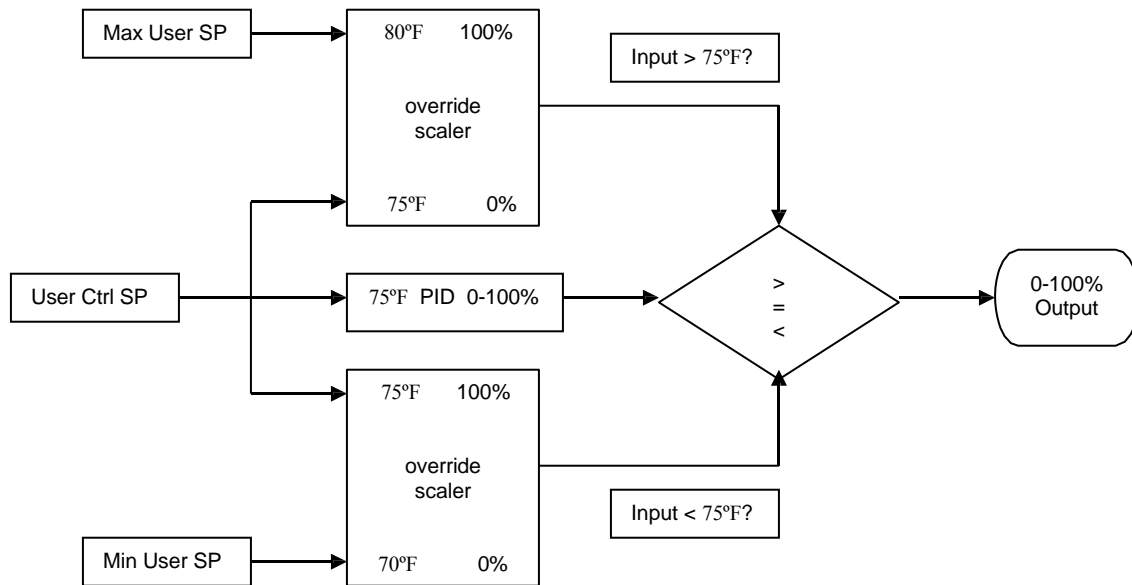 Max User SP
80ºF 100%
override
scaler
75ºF 0%
Input > 75ºF?
User Ctrl SP
75ºF PID 0-100%
>
=
<
0-100%
Output
75ºF 100%
override
scaler
70ºF 0%
Input < 75ºF?
Min User SP